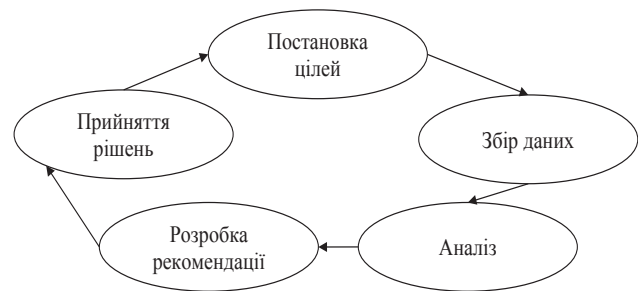 Постановка
цілей
Прийняття
рішень
Збір даних
Розробка
рекомендації
Аналіз